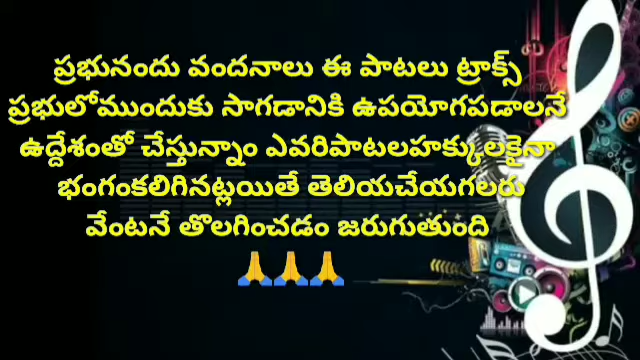 ప్రభునందు వందనాలు ఈ పాటలు ట్రాక్స్
ప్రభులోముందుకు సాగడానికి ఉపయోగపడాలనే
ఉద్దేశంతో చేస్తున్నాం ఎవరిపాటలహక్కులకైనా
భంగంకలిగినట్లయితే తెలియచేయగలరు
వేంటనే తొలగించడం జరుగుతుంది
🙏🙏🙏